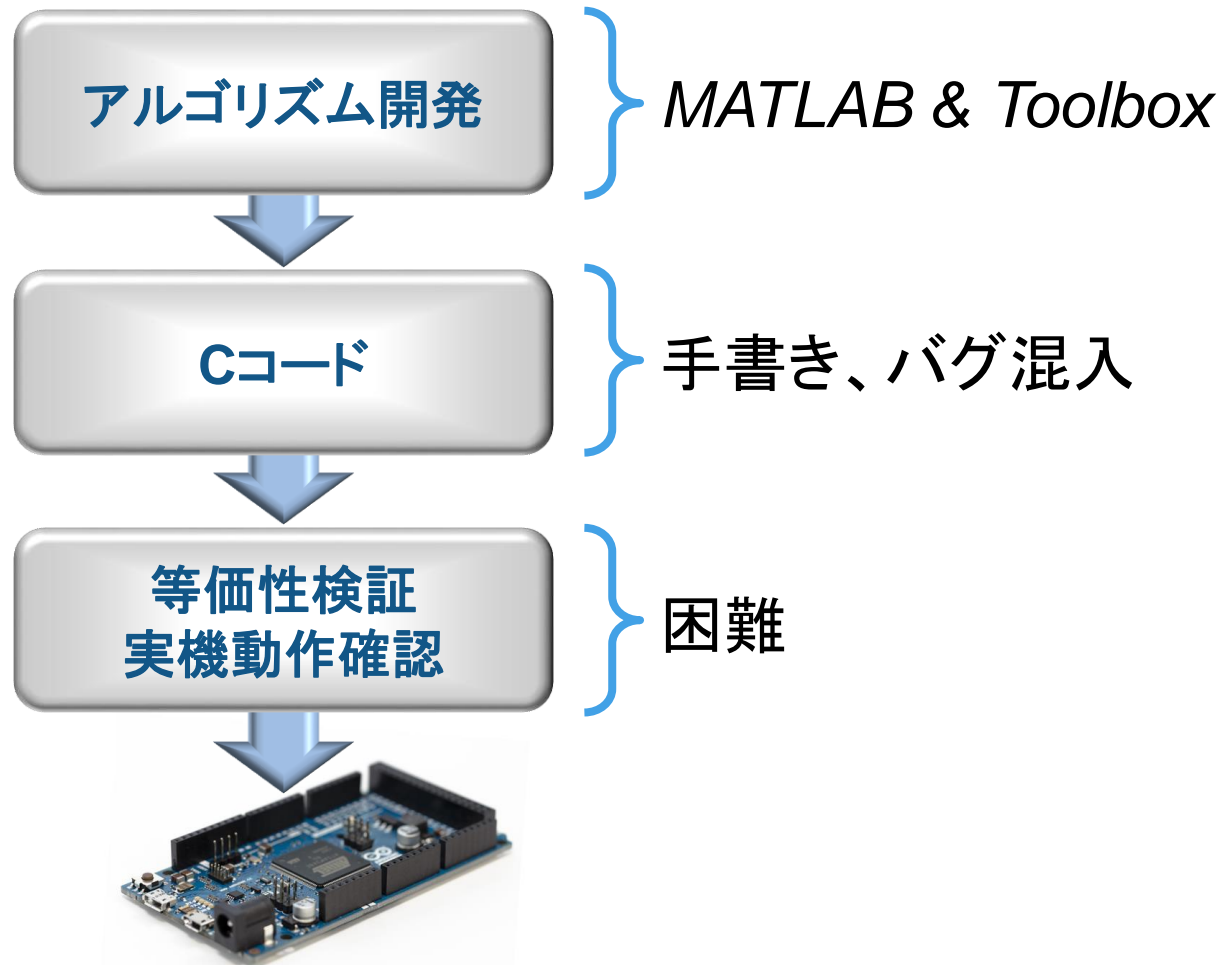 アルゴリズム開発
MATLAB & Toolbox
Cコード
手書き、バグ混入
等価性検証
実機動作確認
困難